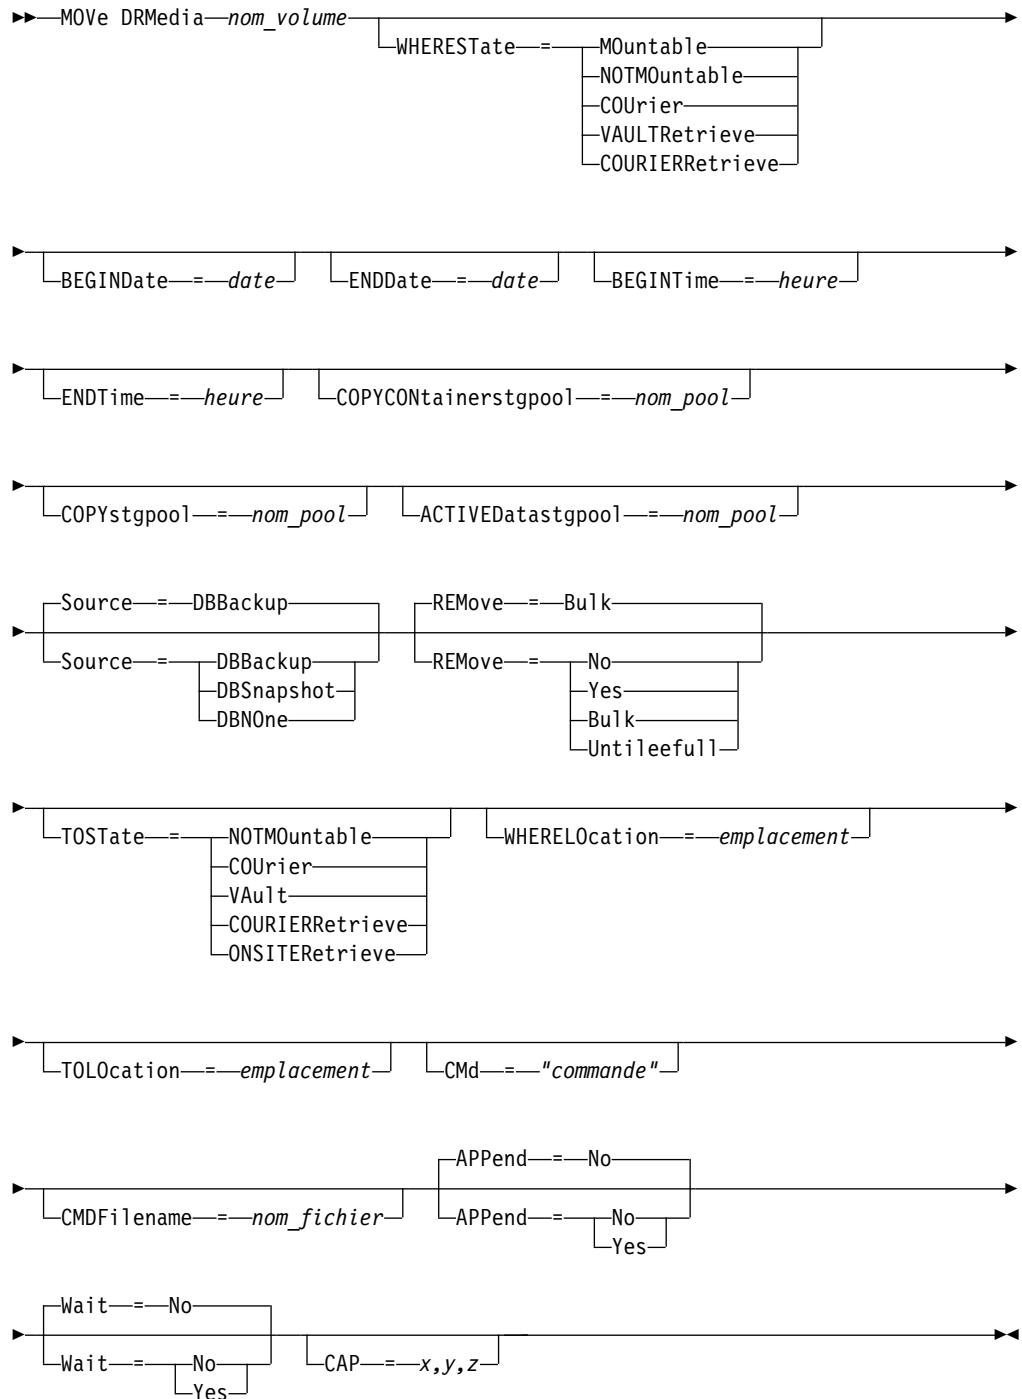 MOVe DRMedia nom_volume
WHERESTate = MOuntable
NOTMOuntable
COUrier
VAULTRetrieve
COURIERRetrieve
BEGINDate = date ENDDate = date BEGINTime = heure
ENDTime = heure COPYCONtainerstgpool = nom_pool
COPYstgpool = nom_pool ACTIVEDatastgpool = nom_pool
Source = DBBackup REMove = Bulk
Source = DBBackup REMove = No
DBSnapshot Yes
DBNOne Bulk
Untileefull
TOSTate = NOTMOuntable WHERELOcation = emplacement
COUrier
VAult
COURIERRetrieve
ONSITERetrieve
TOLOcation = emplacement CMd = "commande"
APPend = No
CMDFilename = nom_fichier APPend = No
Yes
Wait = No
Wait = No CAP = x,y,z
Yes